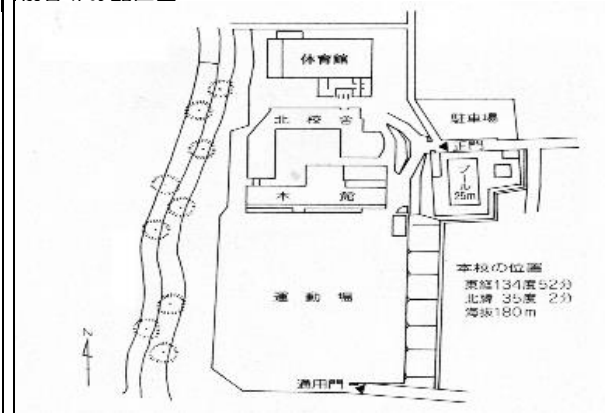 体育館
北校舎
駐車場
正門
プール
25m
本館
本校の位置
東経134度52分
北緯 35度 2分
海抜180m
運動場
N
通用門